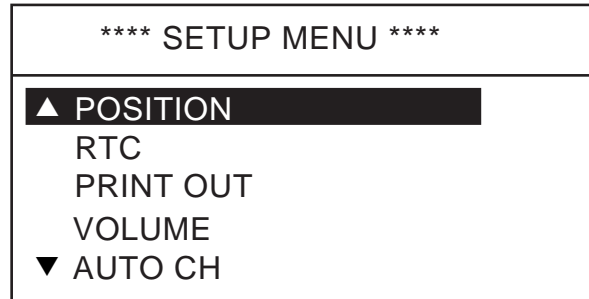 **** SETUP MENU ****
▲ POSITION
RTC
PRINT OUT
VOLUME
▼ AUTO CH